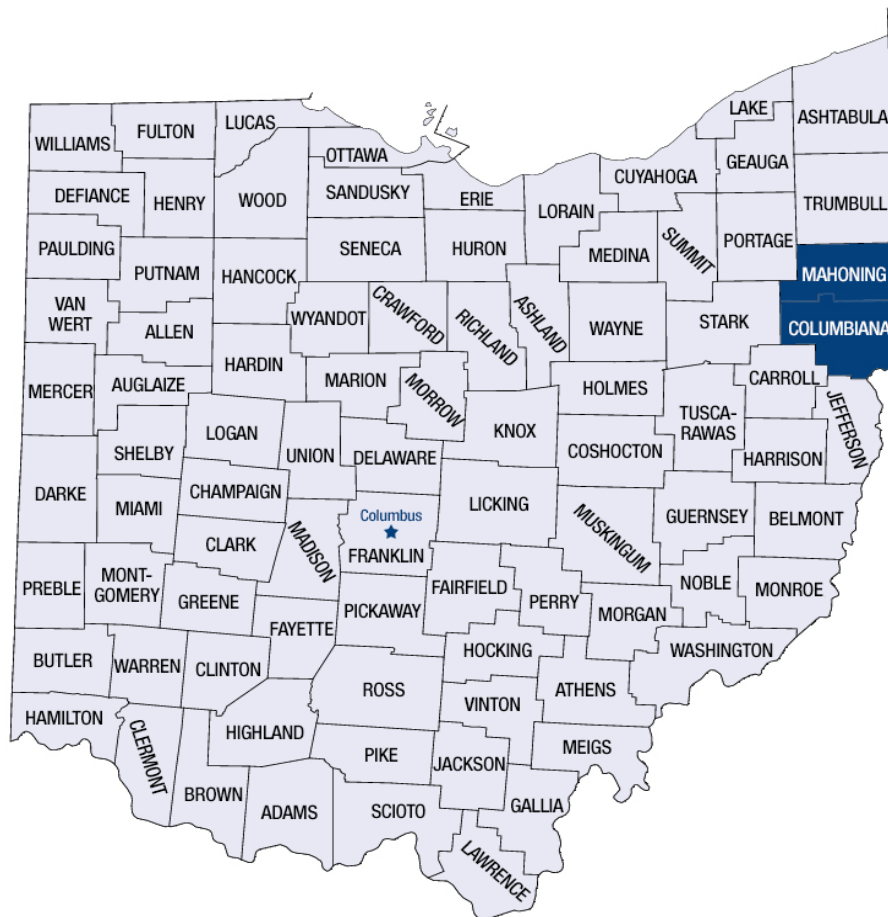 LAKE
ASHTABULA
LUCAS
FULTON
WILLIAMS
OTTAWA
GEAUGA
CUYAHOGA
DEFIANCE
HENRY
WOOD
SANDUSKY
ERIE
LORAIN
TRUMBULL
PAULDING
SENECA
HURON
MEDINA
SUMMIT
PORTAGE
PUTNAM
HANCOCK
MAHONING
VAN
WERT
ALLEN
WYANDOT
CRAWFORD
RICHLAND
ASHLAND
WAYNE
STARK
COLUMBIANA
MERCER
AUGLAIZE
HARDIN
MARION
MORROW
HOLMES
CARROLL
JEFFERSON
TUSCA-
RAWAS
LOGAN
KNOX
SHELBY
UNION
DELAWARE
COSHOCTON
HARRISON
DARKE
MIAMI
CHAMPAIGN
LICKING
MUSKINGUM
GUERNSEY
BELMONT
Columbus
CLARK
MADISON
FRANKLIN
PREBLE
MONT-
GOMERY
GREENE
FAIRFIELD
PERRY
NOBLE
MONROE
PICKAWAY
MORGAN
FAYETTE
BUTLER
WARREN
CLINTON
HOCKING
WASHINGTON
ROSS
ATHENS
VINTON
HAMILTON
CLERMONT
HIGHLAND
PIKE
JACKSON
MEIGS
BROWN
ADAMS
SCIOTO
GALLIA
LAWRENCE